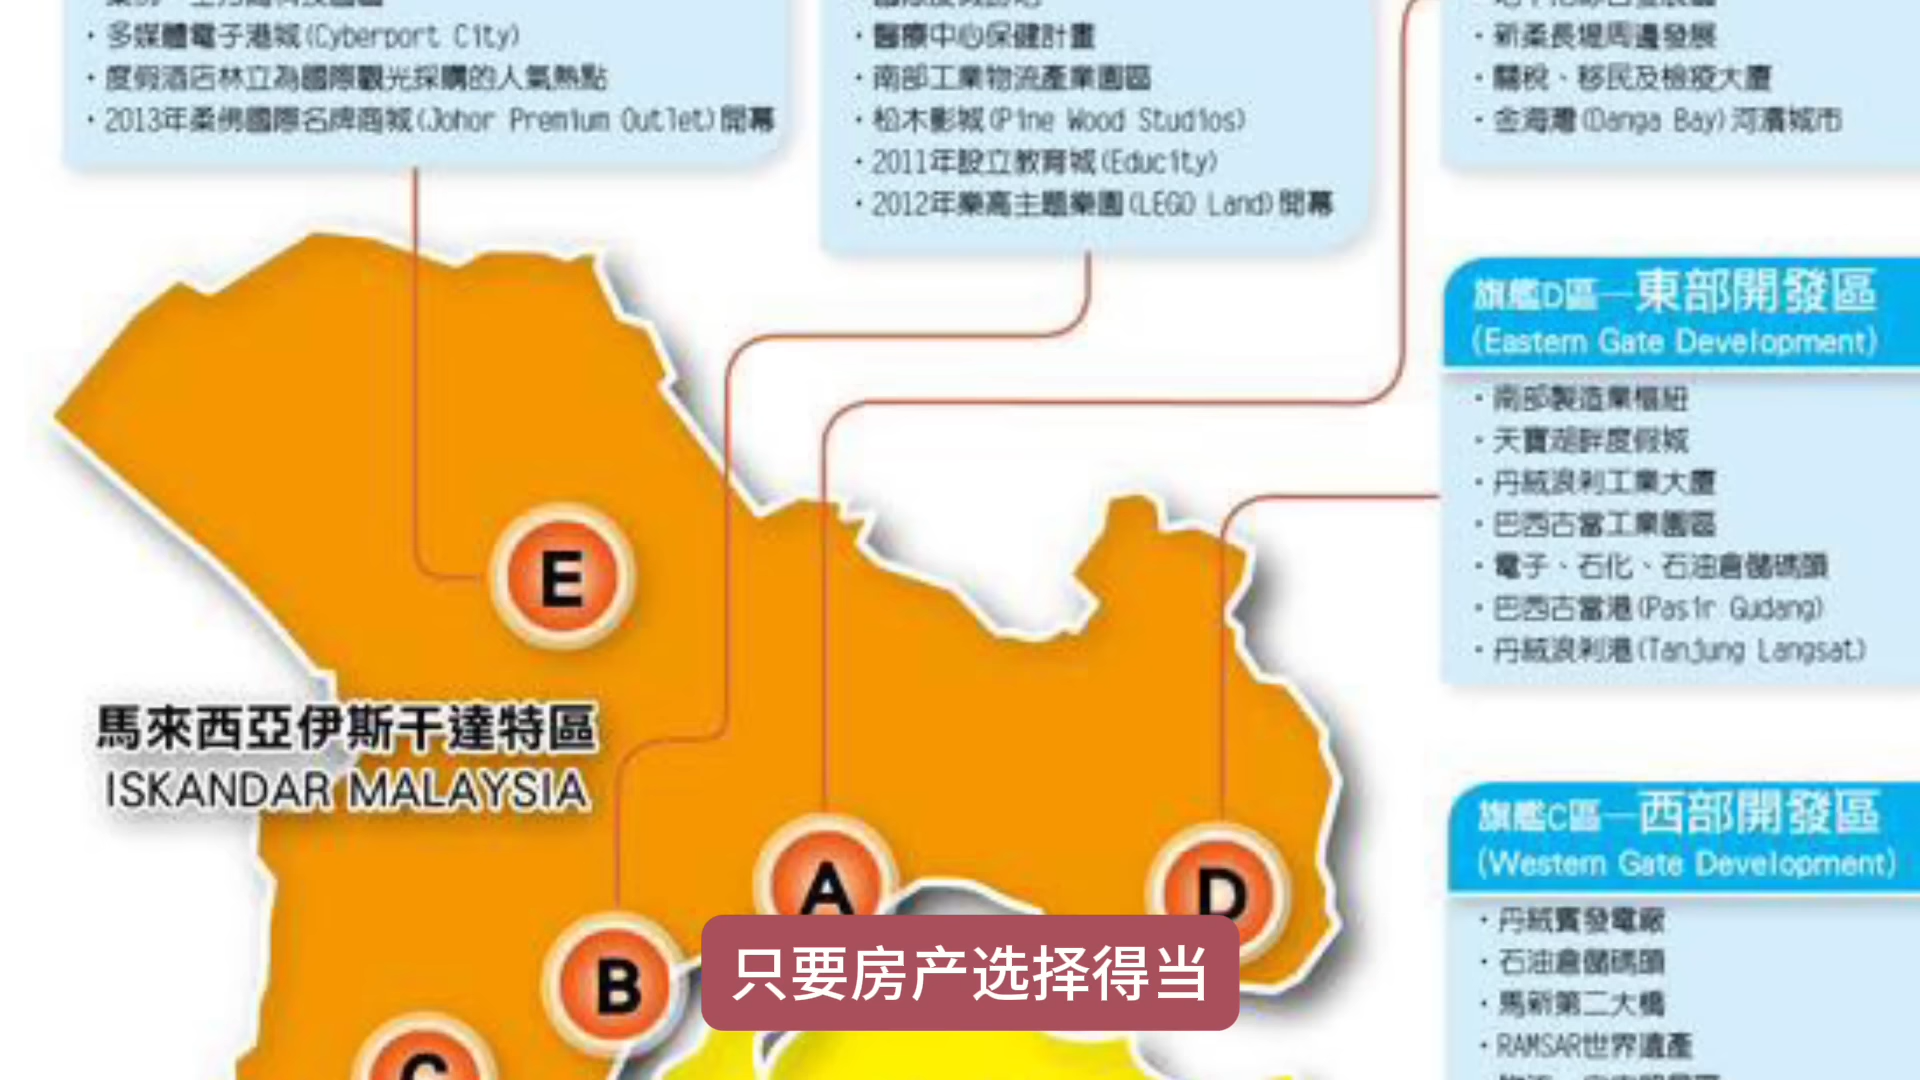 ・多媒體電子港城(Cyberport City)
・度假酒店林立為國際觀光採購的人氣熱點
・2013年柔佛國際名牌商城(Johor Premium Outlet)開幕
・醫療中心保健計畫
・南部工業物流產業園區
・松木影城(Pine Wood Studios)
・2011年設立教育城(Educity)
・2012年樂高主題樂園(LEGO Land)開幕
・新柔長堤周邊發展
・關稅、移民及檢疫大廈
・金海灣(Danga Bay)河濱城市
旗艦D區—東部開發區
(Eastern Gate Development)
・南部製造業樞紐
・天寶湖畔度假城
・丹絨浪刹工業大廈
・巴西古當工業園區
・電子、石化、石油倉儲碼頭
・巴西古當港(Pasir Gudang)
・丹絨浪刹港(Tanjung Langsat)
E
馬來西亞伊斯干達特區
ISKANDAR MALAYSIA
A
D
B
C
旗艦C區—西部開發區
(Western Gate Development)
・丹絨賓發電廠
・石油倉儲碼頭
・馬新第二大橋
・RAMSAR世界遺產
只要房产选择得当